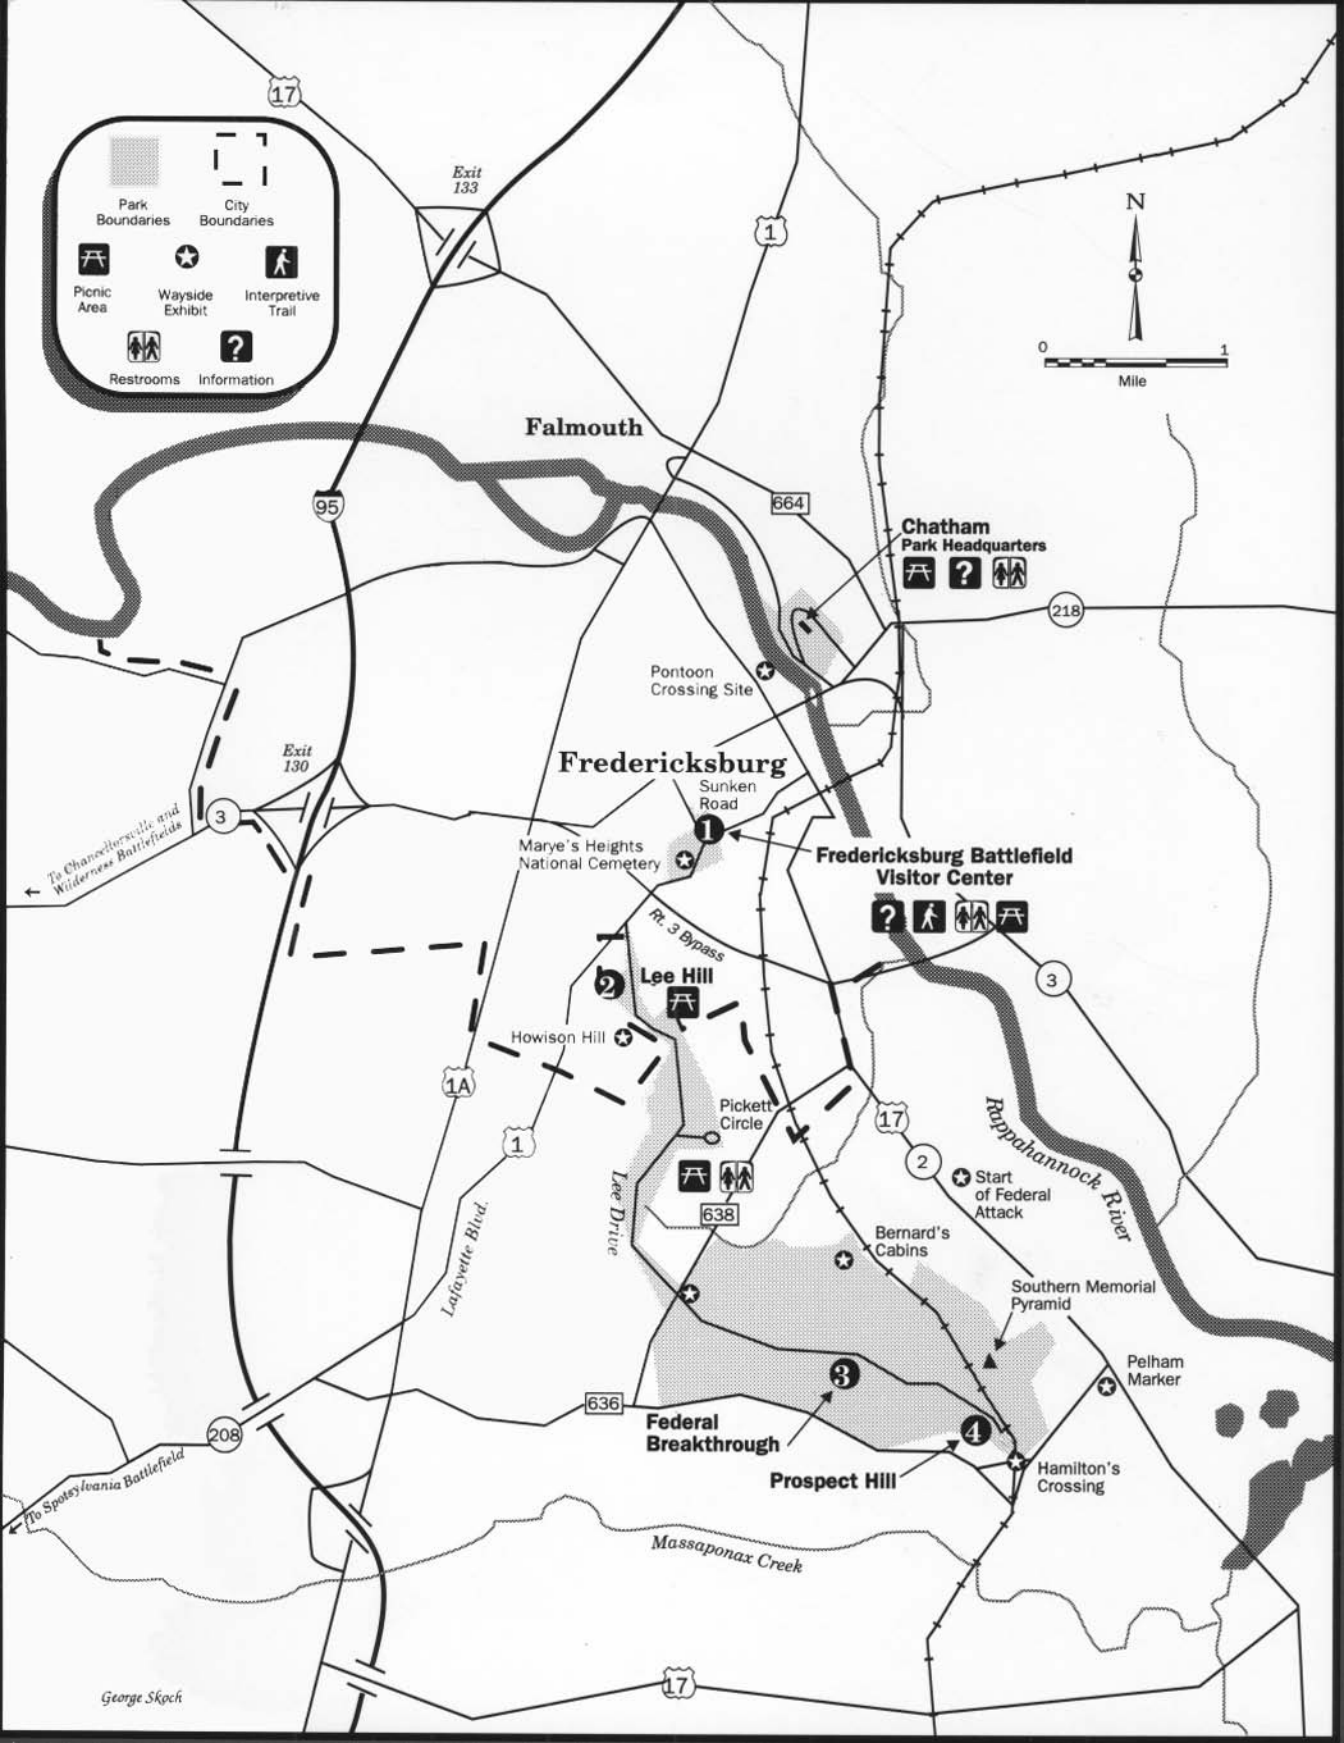 17
Exit
133
Park
Boundaries
City
Boundaries
Picnic
Area
Wayside
Exhibit
Interpretive
Trail
Restrooms
?
Information
1
N
0
1
Mile
Falmouth
95
664
Chatham
Park Headquarters
?
218
Pontoon
Crossing Site
Exit
130
Fredericksburg
Sunken
Road
3
To Chancellorsville and
Wilderness Battlefields
1
Marye's Heights
National Cemetery
Fredericksburg Battlefield
Visitor Center
?
Rt. 3 Bypass
2
Lee Hill
3
Howison Hill
1A
Pickett
Circle
17
1
2
Start
of Federal
Attack
Rappahannock River
Lee Drive
638
Lafayette Blvd.
Bernard's
Cabins
Southern Memorial
Pyramid
3
Pelham
Marker
636
Federal
Breakthrough
4
208
To Spotsylvania Battlefield
Prospect Hill
Hamilton's
Crossing
Massaponax Creek
17
George Skoch